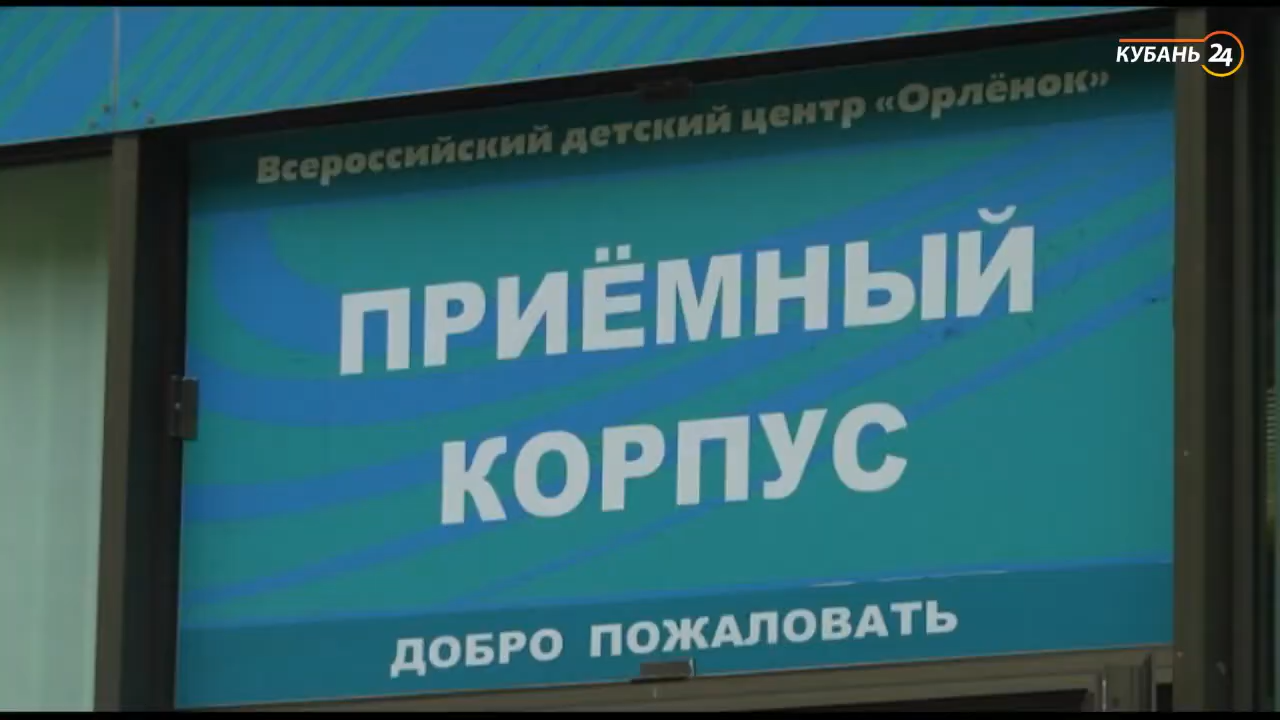 КУБАНЬ 24
Всероссийский детский центр «Орлёнок»
ПРИЁМНЫЙ
КОРПУС
ДОБРО ПОЖАЛОВАТЬ